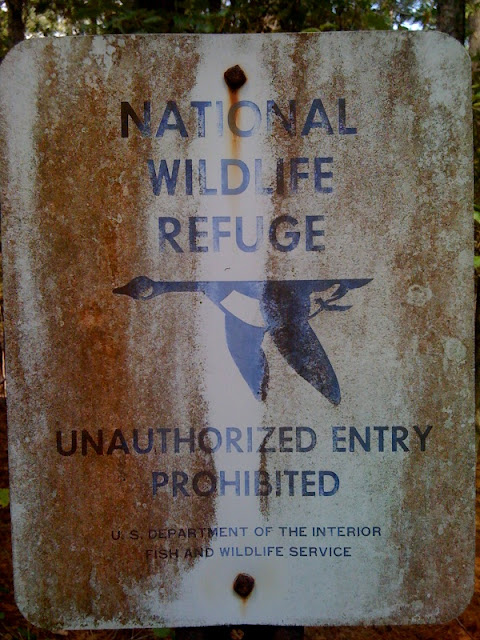 NATIONAL
WILDLIFE
REFUGE
UNAUTHORIZED ENTRY
PROHIBITED
U. S. DEPARTMENT OF THE INTERIOR
FISH AND WILDLIFE SERVICE